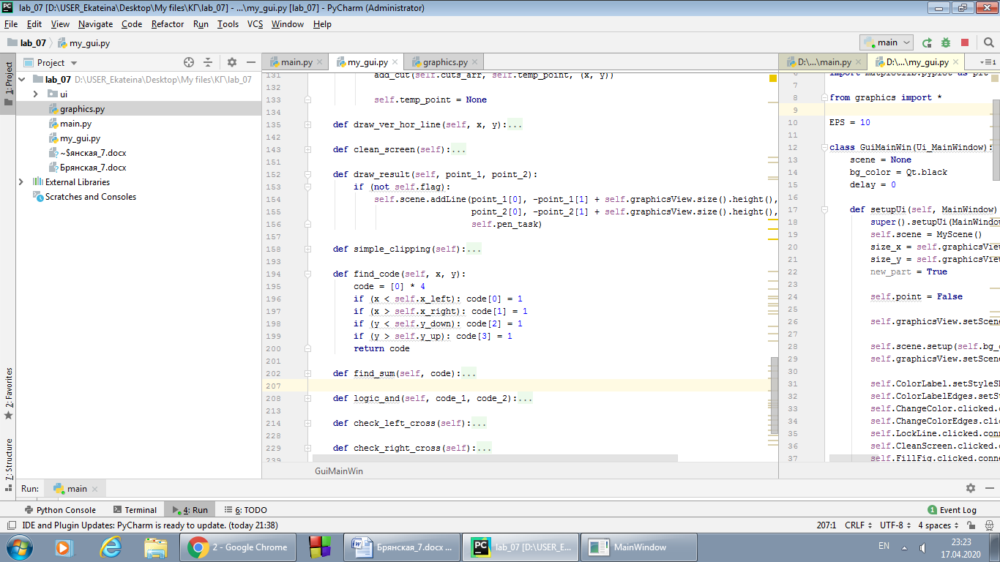 lab_07 [D:\USER_Ekateina\Desktop\My files\КГ\lab_07] - ...\my_gui.py [lab_07] - PyCharm (Administrator)
File Edit View Navigate Code Refactor Run Tools VCS Window Help
lab_07 my_gui.py main
1: Project
Project
lab_07 D:\USER_Ekateina\Desktop\My files\КГ\lab_07
ui
graphics.py
main.py
my_gui.py
~$янская_7.docx
Брянская_7.docx
External Libraries
Scratches and Consoles
2: Favorites
7: Structure
main.py my_gui.py graphics.py
131 add_cut(self.cuts_arr, self.temp_point, (x, y))
132
133 self.temp_point = None
134
135 def draw_ver_hor_line(self, x, y):...
142
143 def clean_screen(self):...
151
152 def draw_result(self, point_1, point_2):
153 if (not self.flag):
154 self.scene.addLine(point_1[0], -point_1[1] + self.graphicsView.size().height(),
155 point_2[0], -point_2[1] + self.graphicsView.size().height(),
156 self.pen_task)
157
158 def simple_clipping(self):...
193
194 def find_code(self, x, y):
195 code = [0] * 4
196 if (x < self.x_left): code[0] = 1
197 if (x > self.x_right): code[1] = 1
198 if (y < self.y_down): code[2] = 1
199 if (y > self.y_up): code[3] = 1
200 return code
201
202 def find_sum(self, code):...
207
208 def logic_and(self, code_1, code_2):...
213
214 def check_left_cross(self):...
228
229 def check_right_cross(self):...
239
GuiMainWin
D:\...\main.py D:\...\my_gui.py 1
6 import matplotlib.pyplot as plt
7
8 from graphics import *
9
10 EPS = 10
11
12 class GuiMainWin(Ui_MainWindow):
13 scene = None
14 bg_color = Qt.black
15 delay = 0
16
17 def setupUi(self, MainWindow)
18 super().setupUi(MainWindow
19 self.scene = MyScene()
20 size_x = self.graphicsView
21 size_y = self.graphicsView
22 new_part = True
23
24 self.point = False
25
26 self.graphicsView.setScene
27
28 self.scene.setup(self.bg_c
29 self.graphicsView.setScene
30
31 self.ColorLabel.setStyleSh
32 self.ColorLabelEdges.setSt
33 self.ChangeColor.clicked.c
34 self.ChangeColorEdges.clic
35 self.LockLine.clicked.conn
36 self.CleanScreen.clicked.c
37 self.FillFig.clicked.conne
Run: main
Python Console Terminal 4: Run 6: TODO 1 Event Log
IDE and Plugin Updates: PyCharm is ready to update. (today 21:38) 207:1 CRLF UTF-8 4 spaces
2 - Google Chrome Брянская_7.docx ... lab_07 [D:\USER_E... MainWindow EN 23:23
17.04.2020